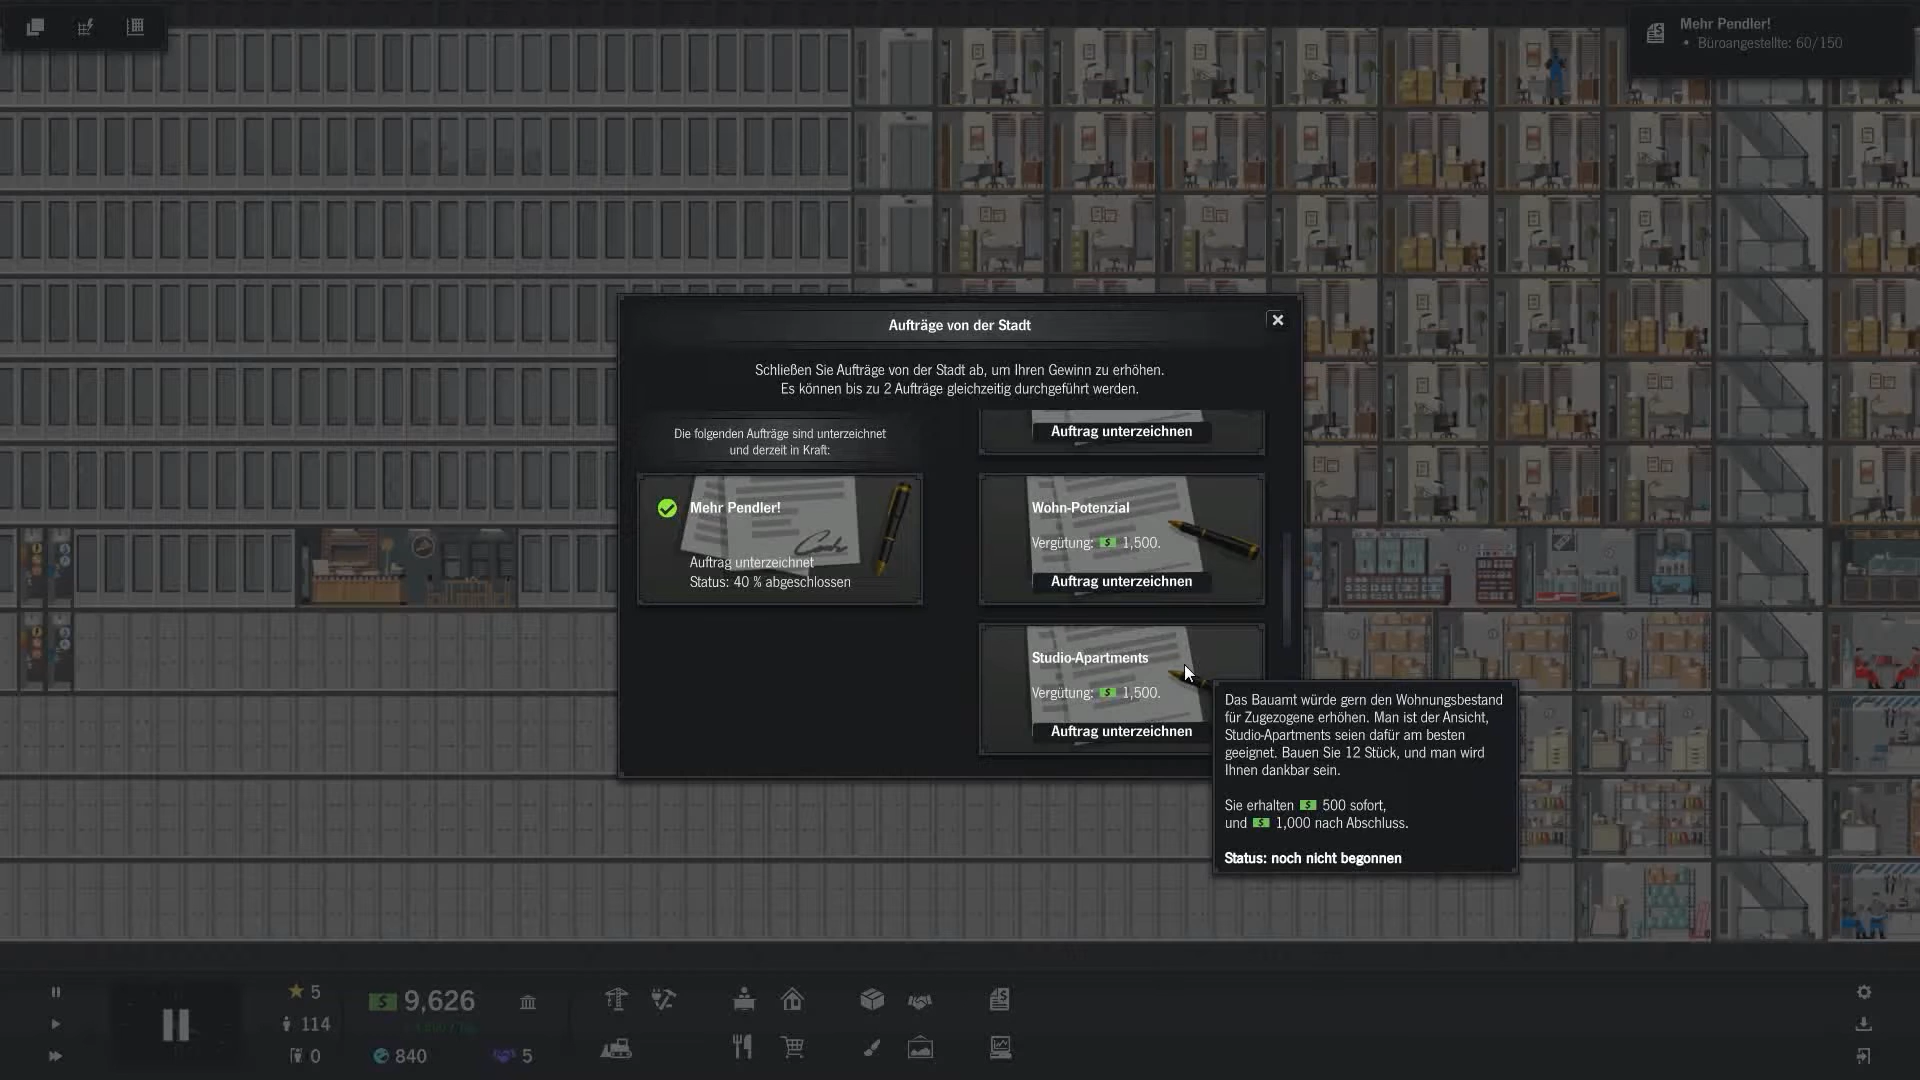 Mehr Pendler!
• Büroangestellte: 60/150
Aufträge von der Stadt
Schließen Sie Aufträge von der Stadt ab, um Ihren Gewinn zu erhöhen.
Es können bis zu 2 Aufträge gleichzeitig durchgeführt werden.
Die folgenden Aufträge sind unterzeichnet
und derzeit in Kraft:
Mehr Pendler!
Auftrag unterzeichnet
Status: 40 % abgeschlossen
Auftrag unterzeichnen
Wohn-Potenzial
Vergütung: $ 1,500.
Auftrag unterzeichnen
Studio-Apartments
Vergütung: $ 1,500.
Auftrag unterzeichnen
Das Bauamt würde gern den Wohnungsbestand
für Zugezogene erhöhen. Man ist der Ansicht,
Studio-Apartments seien dafür am besten
geeignet. Bauen Sie 12 Stück, und man wird
Ihnen dankbar sein.
Sie erhalten $ 500 sofort,
und $ 1,000 nach Abschluss.
Status: noch nicht begonnen
5
$ 9,626
114
0
840
5